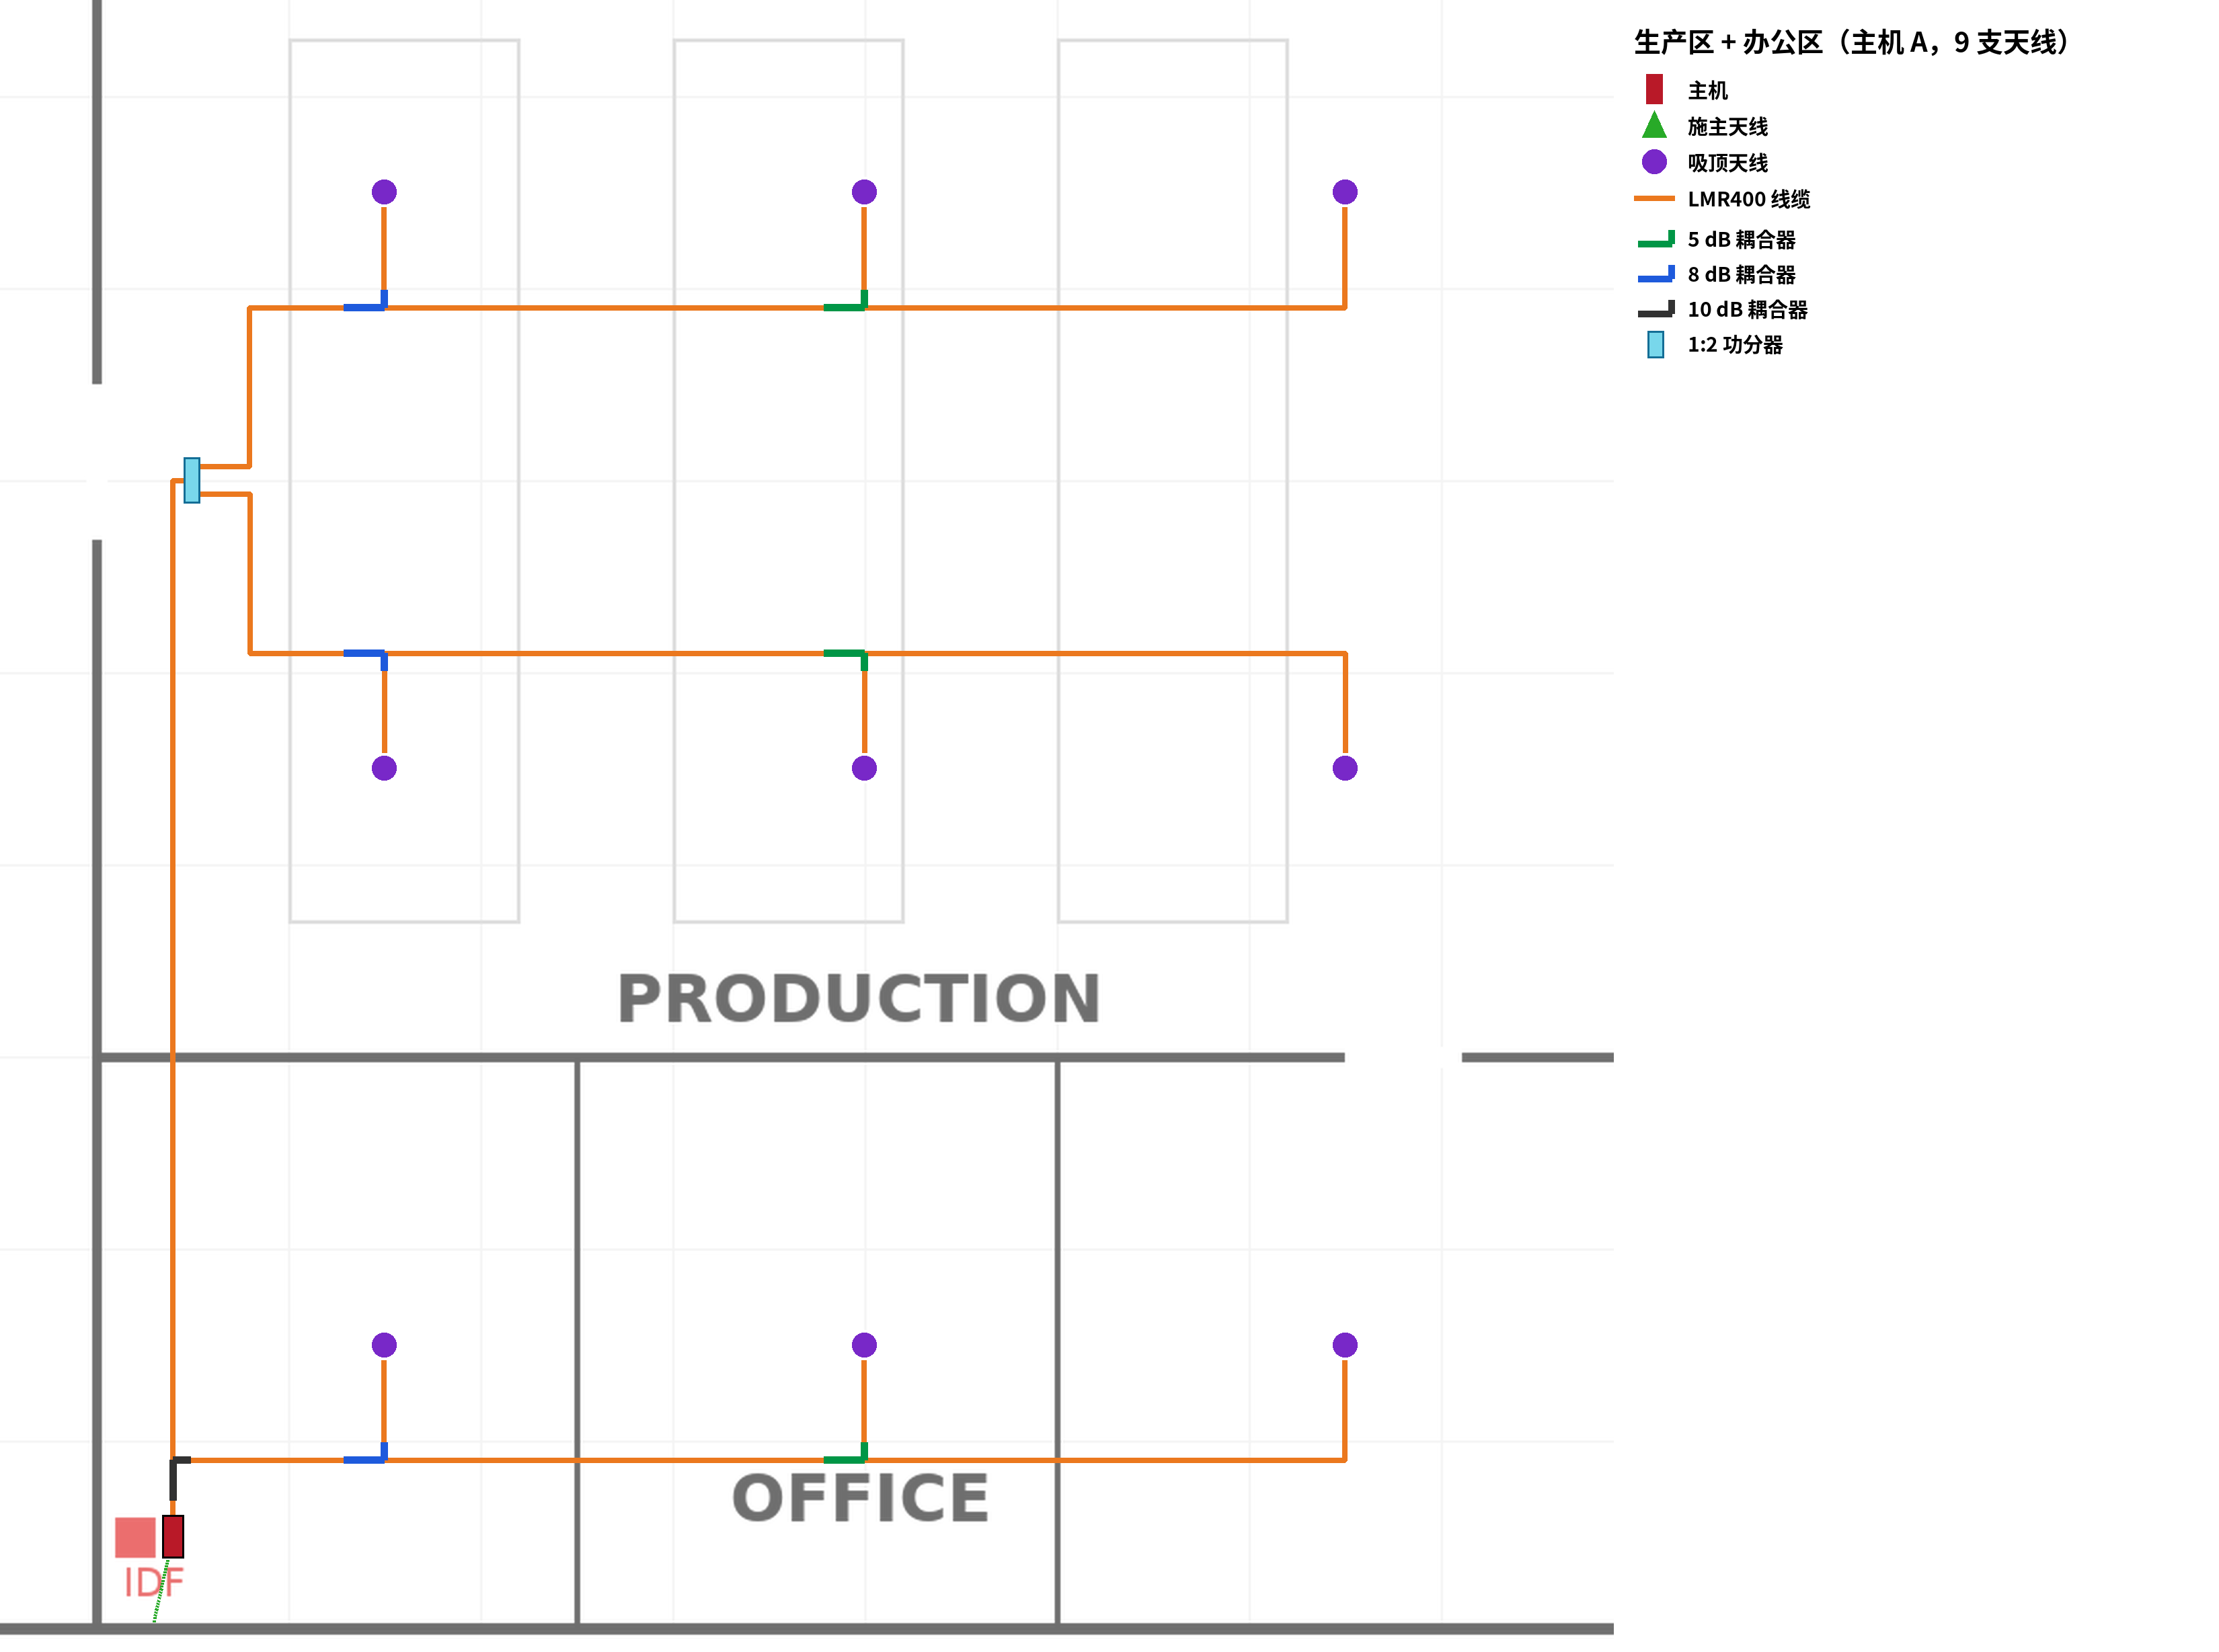 生产区 + 办公区（主机 A，9 支天线）
主机
施主天线
吸顶天线
LMR400 线缆
5 dB 耦合器
8 dB 耦合器
10 dB 耦合器
1:2 功分器
PRODUCTION
OFFICE
IDF